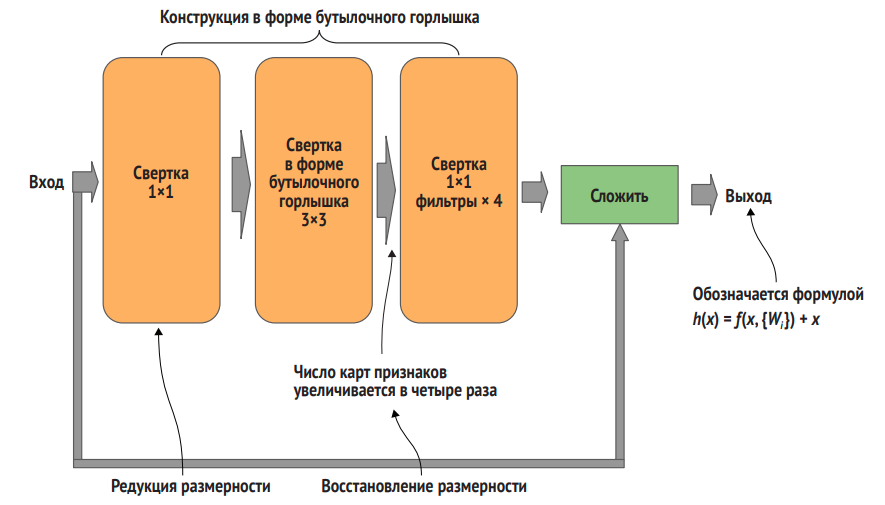 Конструкция в форме бутылочного горлышка
Вход
Свертка
1×1
Свертка
в форме
бутылочного
горлышка
3×3
Свертка
1×1
фильтры × 4
Сложить
Выход
Обозначается формулой
h(x) = f(x, {Wᵢ}) + x
Число карт признаков
увеличивается в четыре раза
Редукция размерности
Восстановление размерности